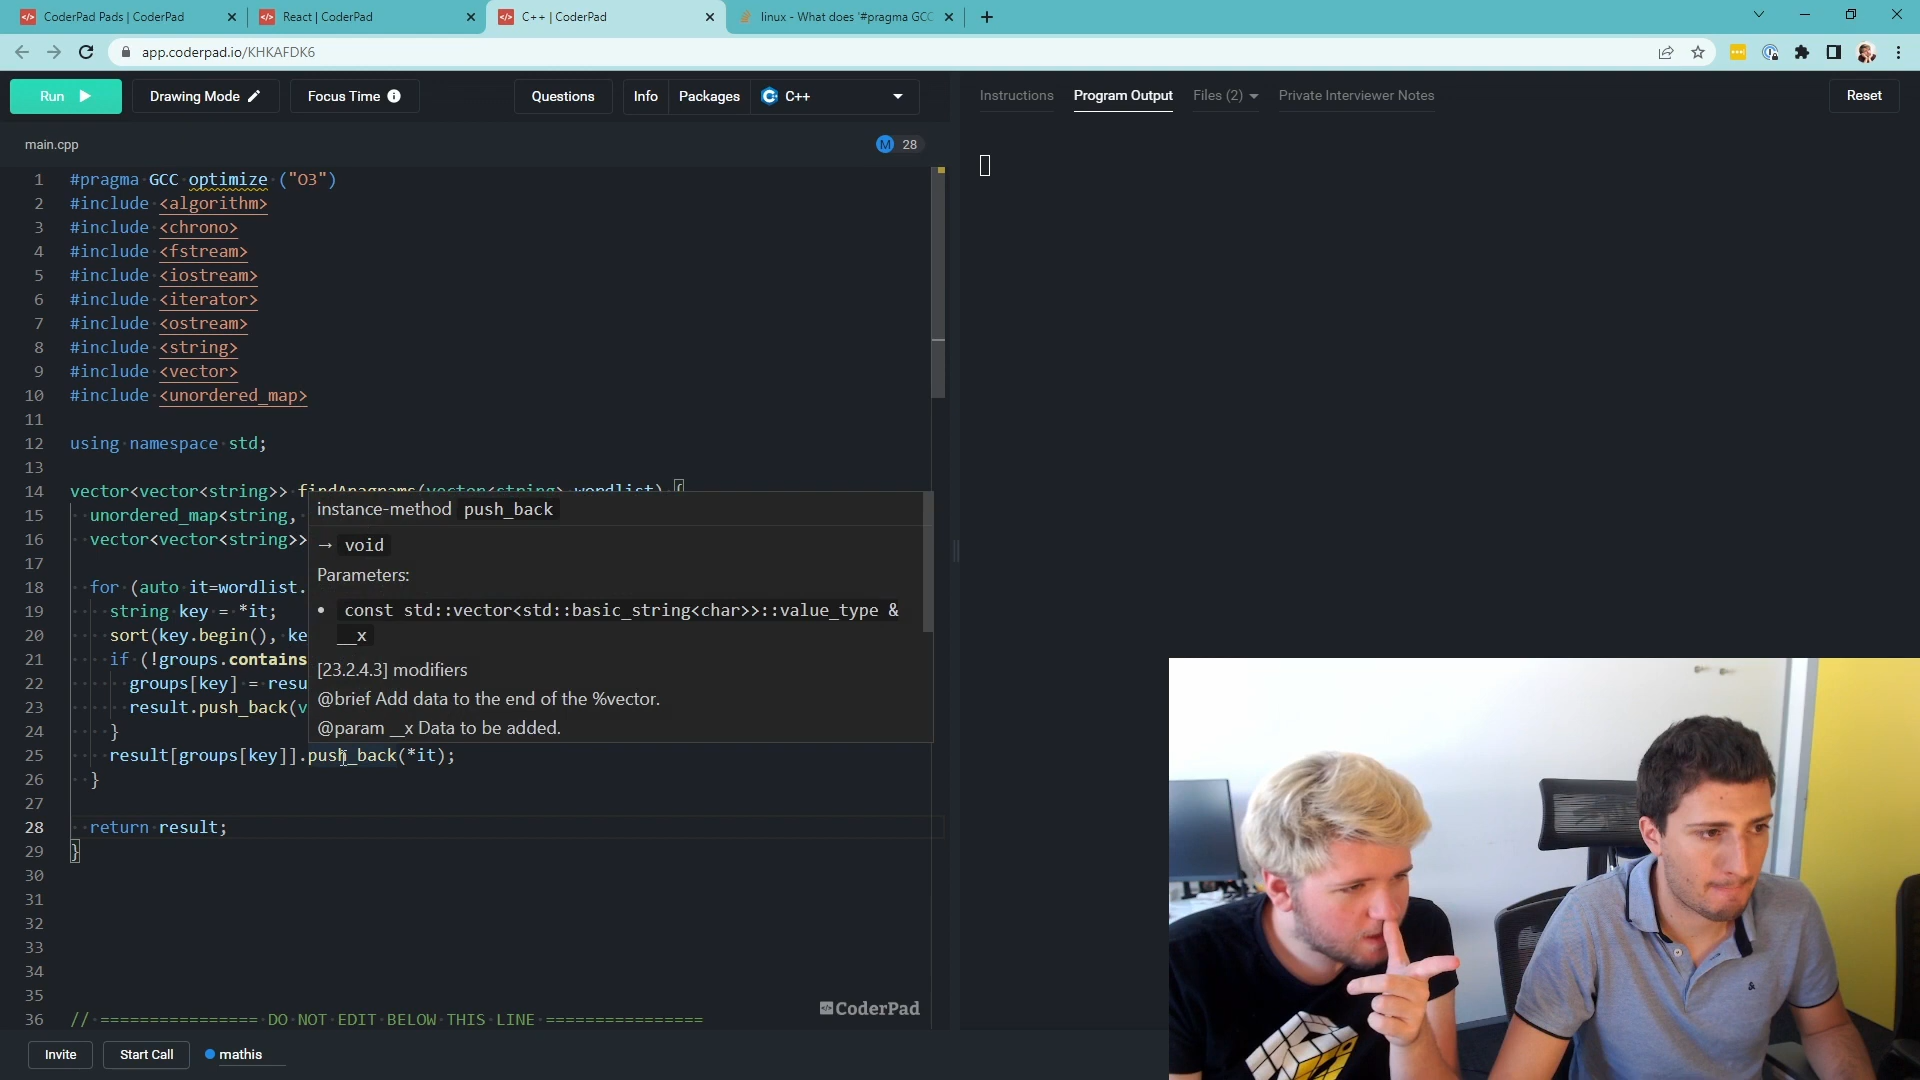 CoderPad Pads | CoderPad
React | CoderPad
C++ | CoderPad
linux - What does '#pragma GCC
app.coderpad.io/KHKAFDK6
Run
Drawing Mode
Focus Time
Questions
Info
Packages
C++
Instructions
Program Output
Files (2)
Private Interviewer Notes
Reset
main.cpp
M 28
1 #pragma GCC optimize ("O3")
2 #include <algorithm>
3 #include <chrono>
4 #include <fstream>
5 #include <iostream>
6 #include <iterator>
7 #include <ostream>
8 #include <string>
9 #include <vector>
10 #include <unordered_map>
11
12 using namespace std;
13
14 vector<vector<string>> findAnagrams(vector<string> wordlist) {
15 unordered_map<string,
16 vector<vector<string>>
17
18 for (auto it=wordlist.
19 string key = *it;
20 sort(key.begin(), ke
21 if (!groups.contains
22 groups[key] = resu
23 result.push_back(v
24 }
25 result[groups[key]].push_back(*it);
26 }
27
28 return result;
29 }
30
31
32
33
34
35
36 // ================ DO NOT EDIT BELOW THIS LINE ================
instance-method push_back
→ void
Parameters:
• const std::vector<std::basic_string<char>>::value_type &
__x
[23.2.4.3] modifiers
@brief Add data to the end of the %vector.
@param __x Data to be added.
CoderPad
Invite
Start Call
mathis